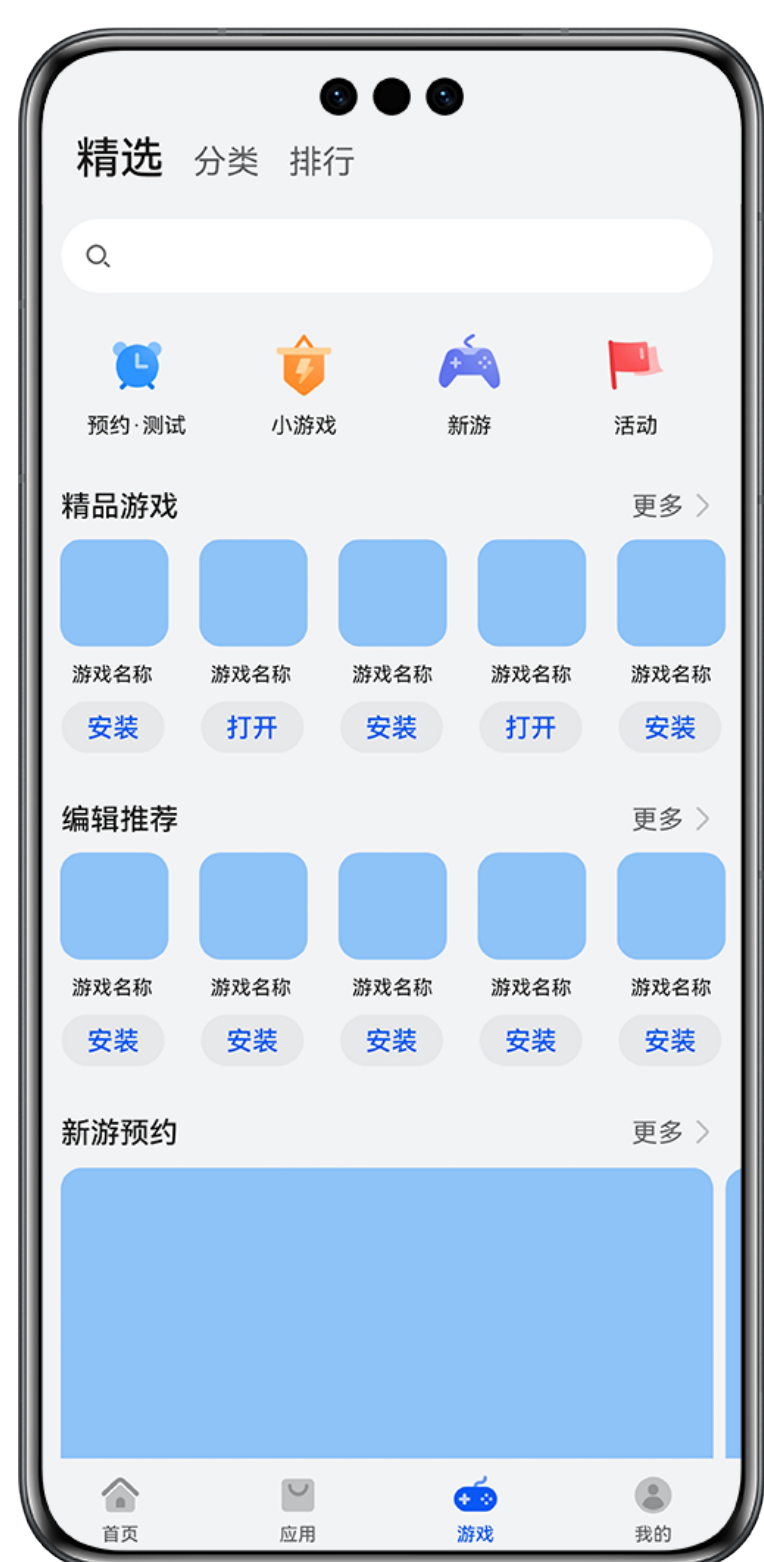 精选 分类 排行
预约·测试 小游戏 新游 活动
精品游戏 更多
游戏名称 游戏名称 游戏名称 游戏名称 游戏名称
安装 打开 安装 打开 安装
编辑推荐 更多
游戏名称 游戏名称 游戏名称 游戏名称 游戏名称
安装 安装 安装 安装 安装
新游预约 更多
首页 应用 游戏 我的